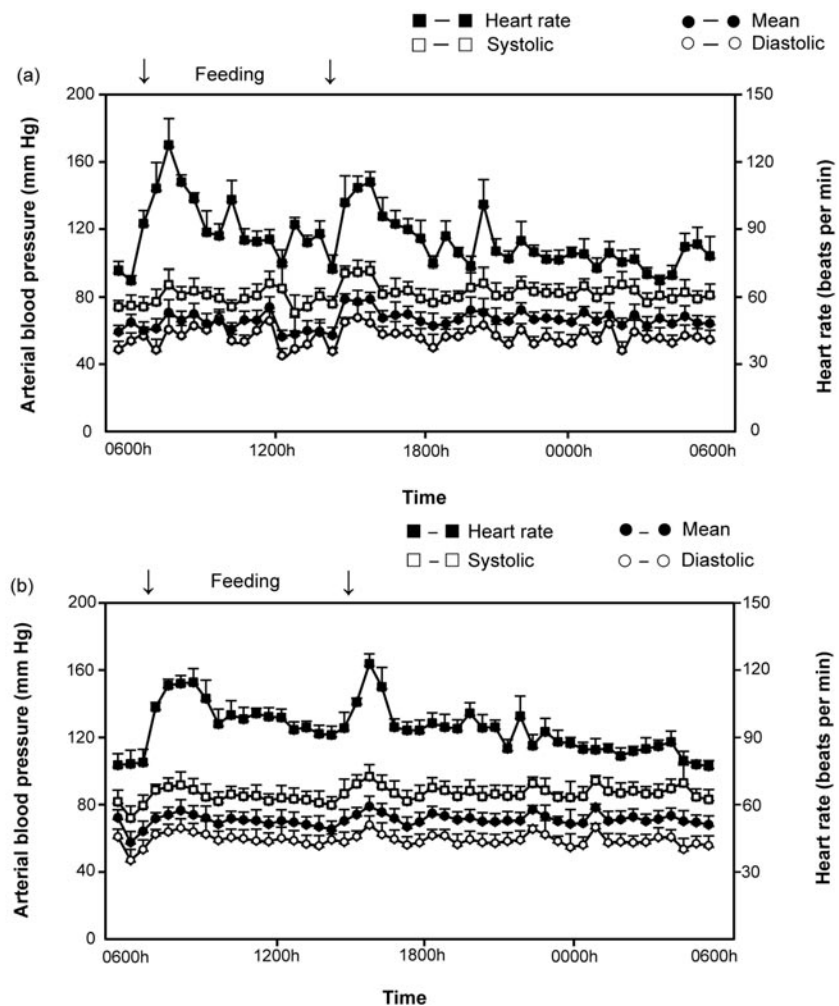 Heart rate Mean
Systolic Diastolic
(a) Feeding
Arterial blood pressure (mm Hg)
200
160
120
80
40
0
150
120
90
60
30
0
Heart rate (beats per min)
0600h 1200h 1800h 0000h 0600h
Time
Heart rate Mean
Systolic Diastolic
(b) Feeding
Arterial blood pressure (mm Hg)
200
160
120
80
40
0
150
120
90
60
30
Heart rate (beats per min)
0600h 1200h 1800h 0000h 0600h
Time